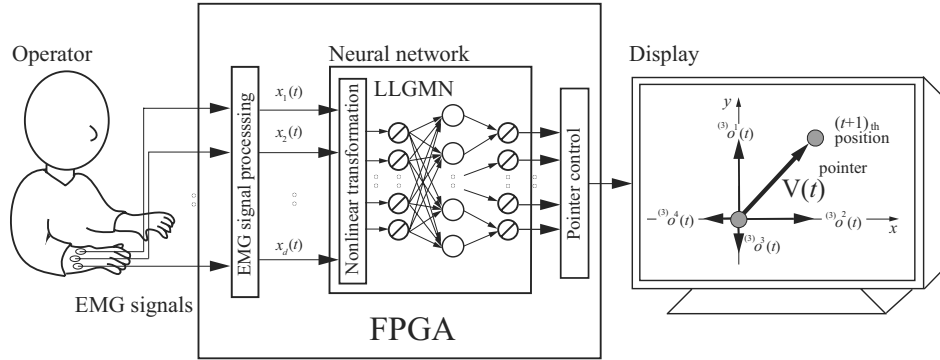 Operator
EMG signals
EMG signal processsing
x1(t)
x2(t)
xd(t)
Neural network
LLGMN
Nonlinear transformation
FPGA
Pointer control
Display
y
(3)o1(t)
(t+1)th
position
pointer
V(t)
(3)o4(t)
(3)o2(t)
x
(3)o3(t)